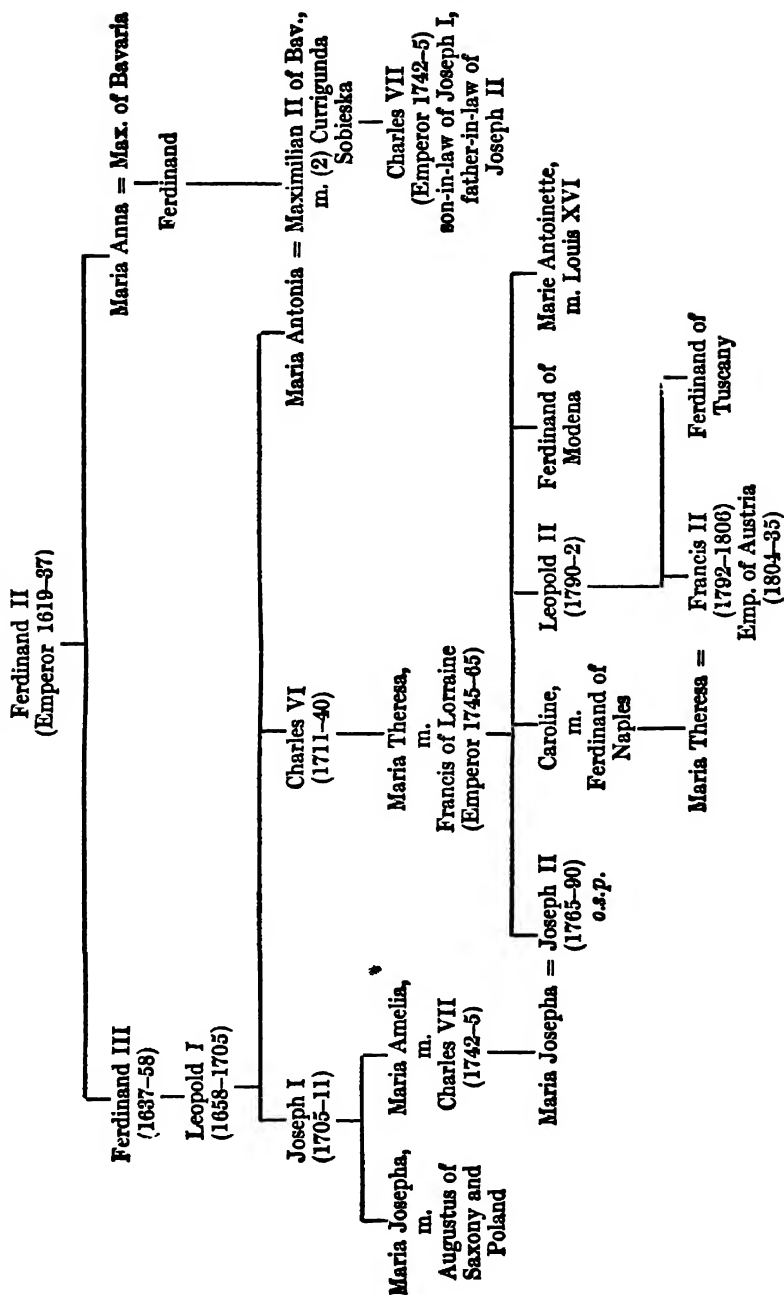 Ferdinand II
(Emperor 1619–37)
Ferdinand III
(1637–58)
Maria Anna = Max. of Bavaria
Leopold I
(1658–1705)
Ferdinand
Joseph I
(1705–11)
Charles VI
(1711–40)
Maria Antonia = Maximilian II of Bav.,
m. (2) Currigunda
Sobieska
Maria Josepha,
m.
Augustus of
Saxony and
Poland
Maria Amelia,
m.
Charles VII
(1742–5)
Maria Theresa,
m.
Francis of Lorraine
(Emperor 1745–65)
Charles VII
(Emperor 1742–5)
son-in-law of Joseph I,
father-in-law of
Joseph II
Maria Josepha = Joseph II
(1765–90)
o.s.p.
Caroline,
m.
Ferdinand of
Naples
Leopold II
(1790–2)
Ferdinand of
Modena
Marie Antoinette,
m. Louis XVI
Maria Theresa = Francis II
(1792–1806)
Emp. of Austria
(1804–35)
Ferdinand of
Tuscany